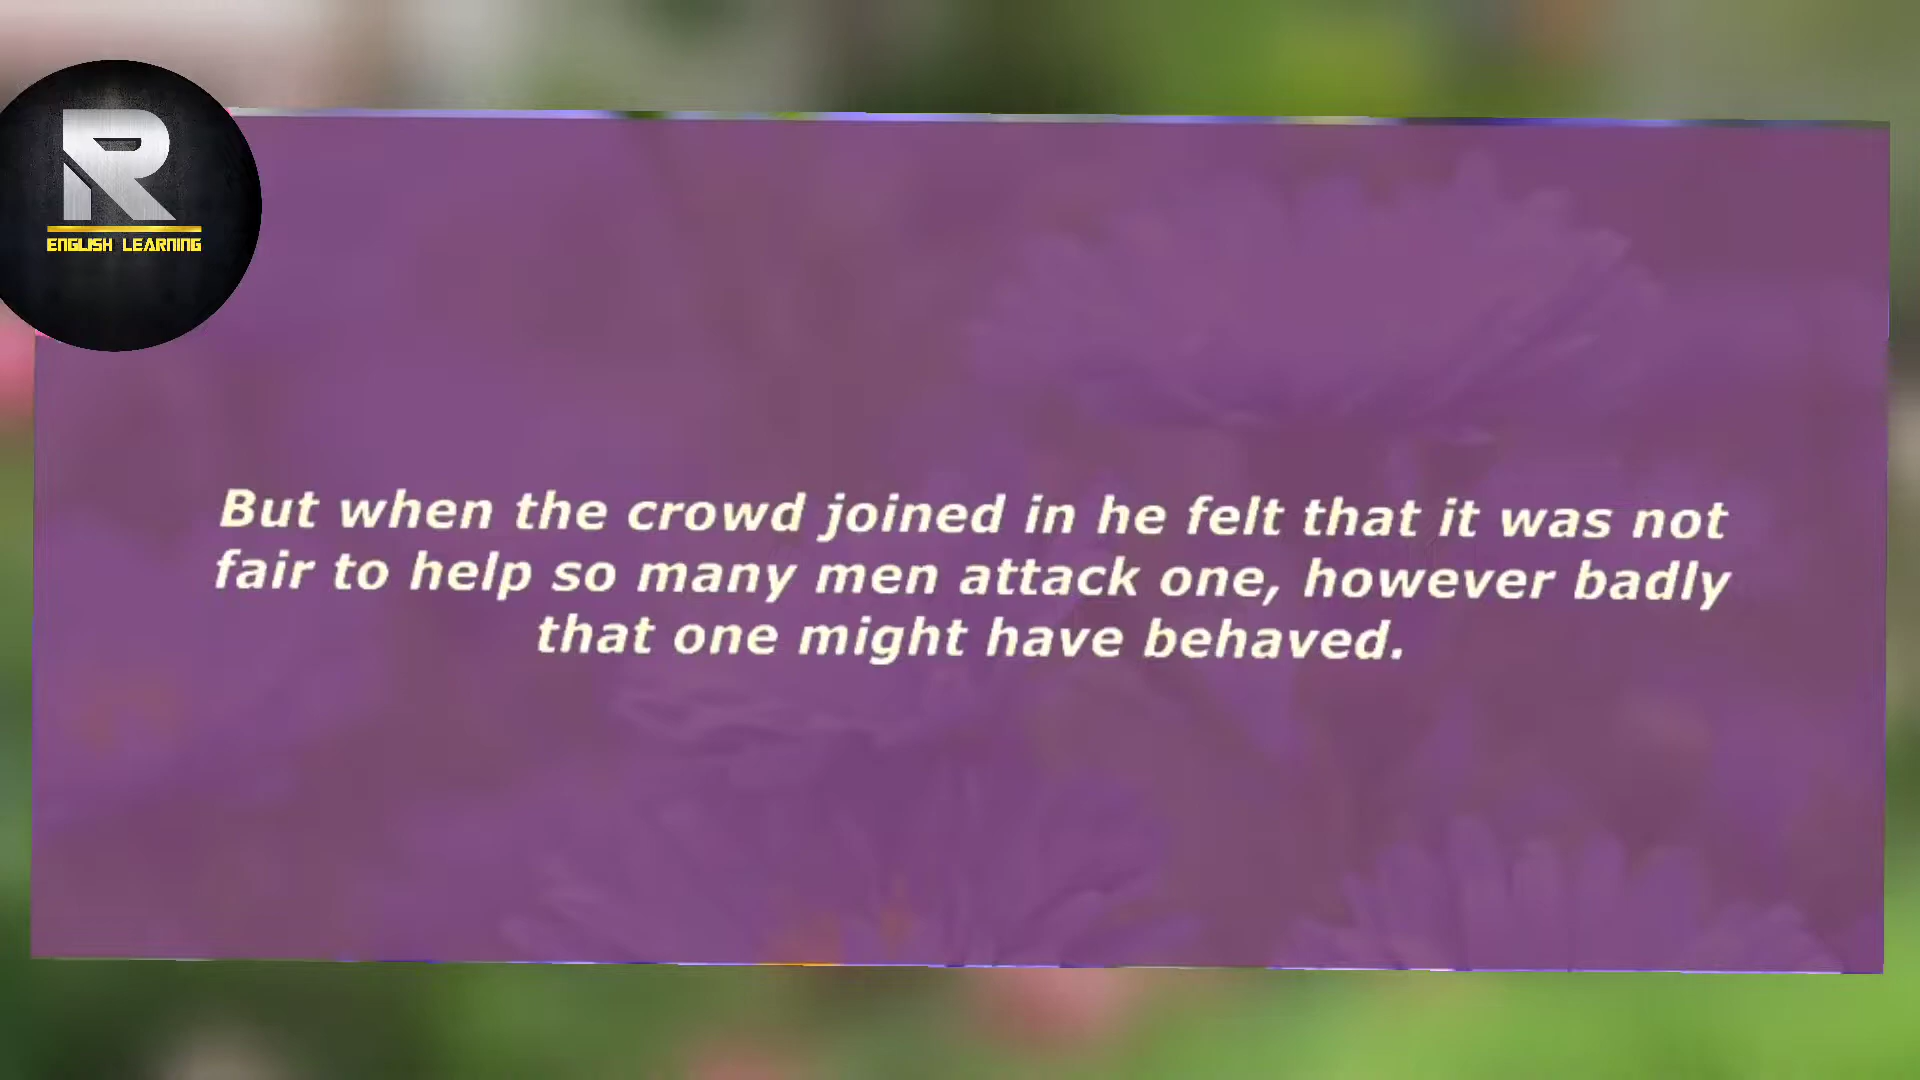 R
ENGLISH LEARNING
But when the crowd joined in he felt that it was not
fair to help so many men attack one, however badly
that one might have behaved.